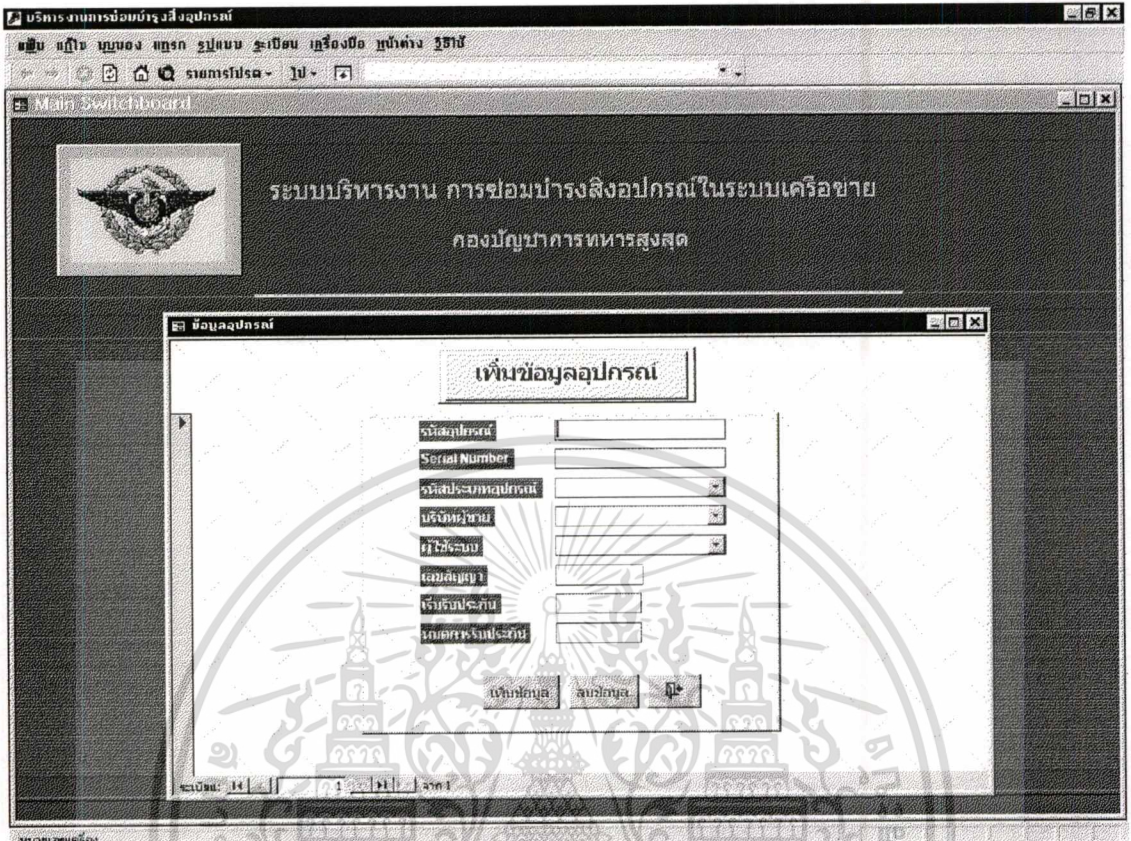 บริหารงานการซ่อมบำรุงสิ่งอุปกรณ์
แฟ้ม แก้ไข มุมมอง แทรก รูปแบบ ระเบียน เครื่องมือ หน้าต่าง วิธีใช้
รายการโปรด ไป
Main Switchboard
ระบบบริหารงาน การซ่อมบำรุงสิ่งอุปกรณ์ในระบบเครือข่าย
กองบัญชาการทหารสูงสุด
ข้อมูลอุปกรณ์
เพิ่มข้อมูลอุปกรณ์
รหัสอุปกรณ์
Serial Number
รหัสประเภทอุปกรณ์
บริษัทผู้ขาย
ผู้ใช้ระบบ
เลขสัญญา
เริ่มรับประกัน
หมดการรับประกัน
เพิ่มข้อมูล ลบข้อมูล
ระเบียน: 1 จาก 1